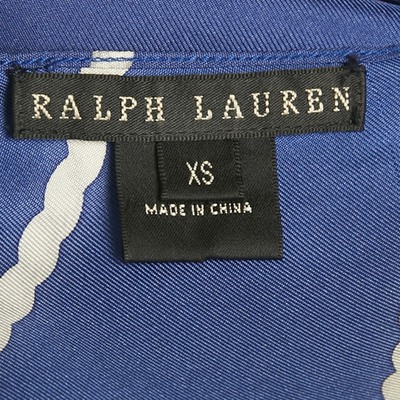 RALPH LAUREN
XS
MADE IN CHINA